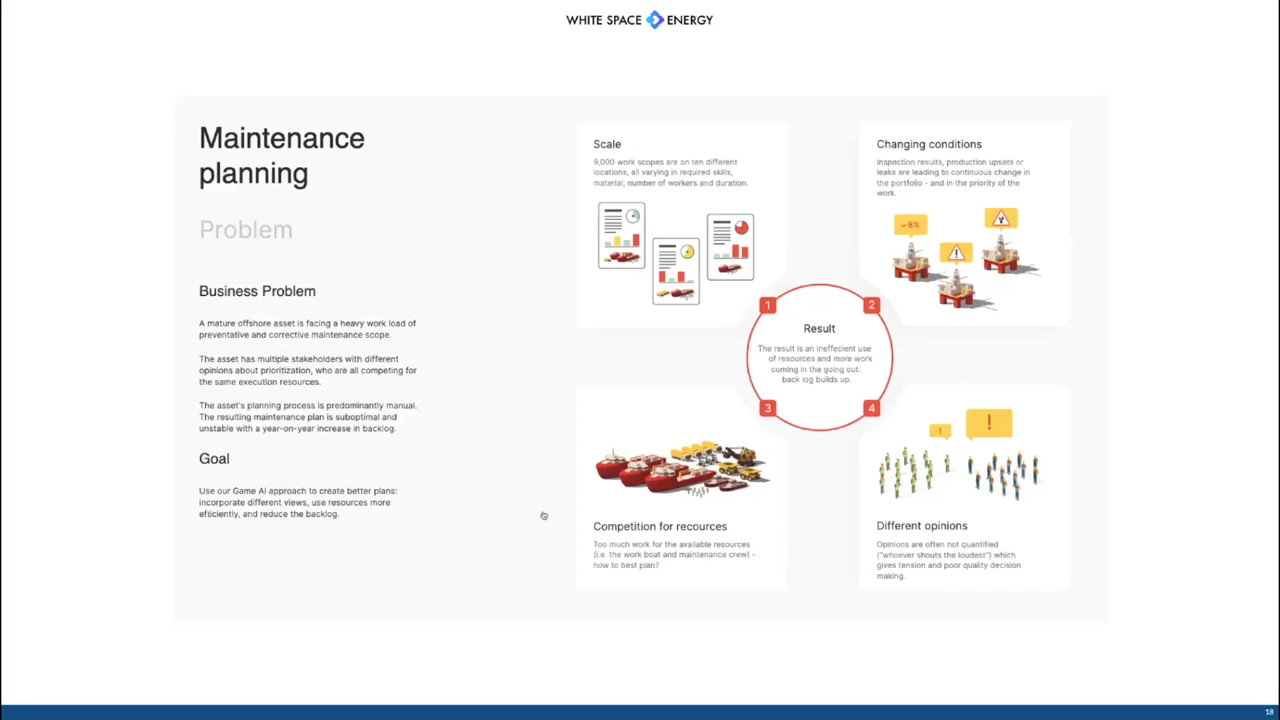 WHITE SPACE ENERGY
Maintenance
planning
Problem
Business Problem
A mature offshore asset is facing a heavy work load of
preventative and corrective maintenance scope.
The asset has multiple stakeholders with different
opinions about prioritization, who are all competing for
the same execution resources.
The asset's planning process is predominantly manual.
The resulting maintenance plan is suboptimal and
unstable with a year-on-year increase in backlog.
Goal
Use our Game AI approach to create better plans:
incorporate different views, use resources more
efficiently, and reduce the backlog.
Scale
9,000 work scopes are on ten different
locations, all varying in required skills,
material, number of workers and duration.
Changing conditions
Inspection results, production upsets or
leaks are leading to continuous change in
the portfolio - and in the priority of the
work.
6%
1
2
Result
The result is an ineffecient use
of resources and more work
coming in the going out:
back log builds up.
3
4
!
!
Competition for recources
Too much work for the available resources
(i.e. the work boat and maintenance crew) -
how to best plan?
Different opinions
Opinions are often not quantified
("whoever shouts the loudest") which
gives tension and poor quality decision
making.
18